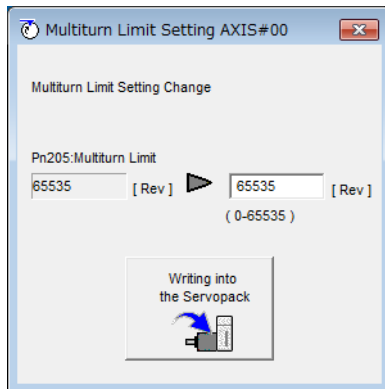 Multiturn Limit Setting AXIS#00
Multiturn Limit Setting Change
Pn205:Multiturn Limit
65535 [ Rev ] 65535 [ Rev ]
( 0-65535 )
Writing into
the Servopack